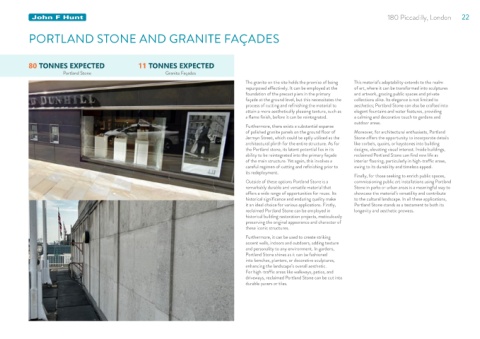 John F Hunt
180 Piccadilly, London 22
PORTLAND STONE AND GRANITE FAÇADES
80 TONNES EXPECTED
Portland Stone
11 TONNES EXPECTED
Granite Façades
DUNHILL
The granite on the site holds the promise of being
repurposed effectively. It can be employed at the
foundation of the precast piers in the primary
façade at the ground level, but this necessitates the
process of cutting and refinishing the material to
attain a more aesthetically pleasing texture, such as
a flame finish, before it can be reintegrated.
Furthermore, there exists a substantial expanse
of polished granite panels on the ground floor of
Jermyn Street, which could be aptly utilised as the
architectural plinth for the entire structure. As for
the Portland stone, its latent potential lies in its
ability to be reintegrated into the primary façade
of the main structure. Yet again, this involves a
careful regimen of cutting and refinishing prior to
its redeployment.
Outside of these options Portland Stone is a
remarkably durable and versatile material that
offers a wide range of opportunities for reuse. Its
historical significance and enduring quality make
it an ideal choice for various applications. Firstly,
reclaimed Portland Stone can be employed in
historical building restoration projects, meticulously
preserving the original appearance and character of
these iconic structures.
Furthermore, it can be used to create striking
accent walls, indoors and outdoors, adding texture
and personality to any environment. In gardens,
Portland Stone shines as it can be fashioned
into benches, planters, or decorative sculptures,
enhancing the landscape's overall aesthetic.
For high-traffic areas like walkways, patios, and
driveways, reclaimed Portland Stone can be cut into
durable pavers or tiles.
This material's adaptability extends to the realm
of art, where it can be transformed into sculptures
and artwork, gracing public spaces and private
collections alike. Its elegance is not limited to
aesthetics; Portland Stone can also be crafted into
elegant fountains and water features, providing
a calming and decorative touch to gardens and
outdoor areas.
Moreover, for architectural enthusiasts, Portland
Stone offers the opportunity to incorporate details
like corbels, quoins, or keystones into building
designs, elevating visual interest. Inside buildings,
reclaimed Portland Stone can find new life as
interior flooring, particularly in high-traffic areas,
owing to its durability and timeless appeal.
Finally, for those seeking to enrich public spaces,
commissioning public art installations using Portland
Stone in parks or urban areas is a meaningful way to
showcase the material's versatility and contribute
to the cultural landscape. In all these applications,
Portland Stone stands as a testament to both its
longevity and aesthetic prowess.